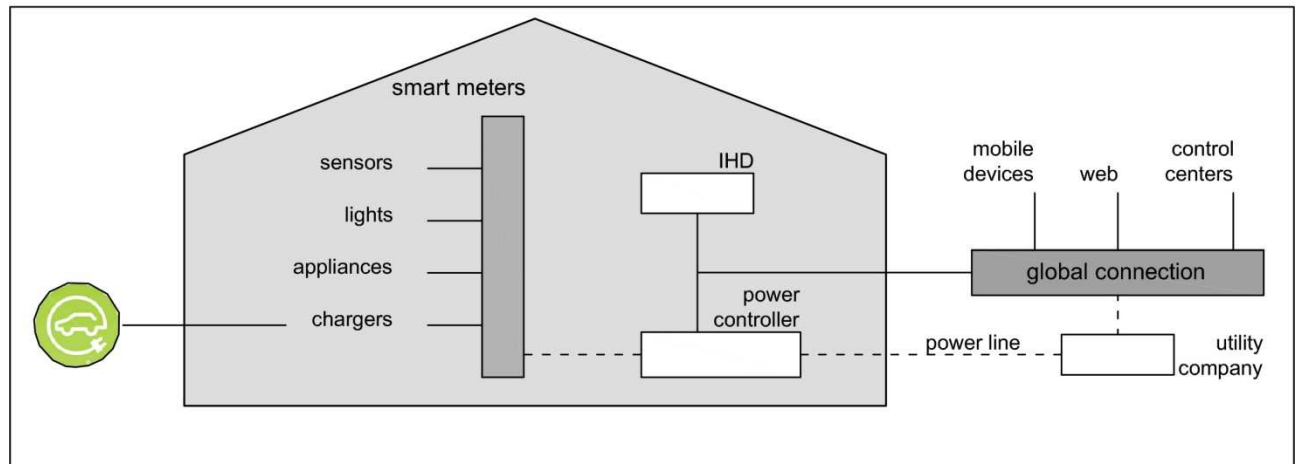 smart meters
sensors
lights
appliances
chargers
IHD
power
controller
mobile
devices
web
control
centers
global connection
power line
utility
company